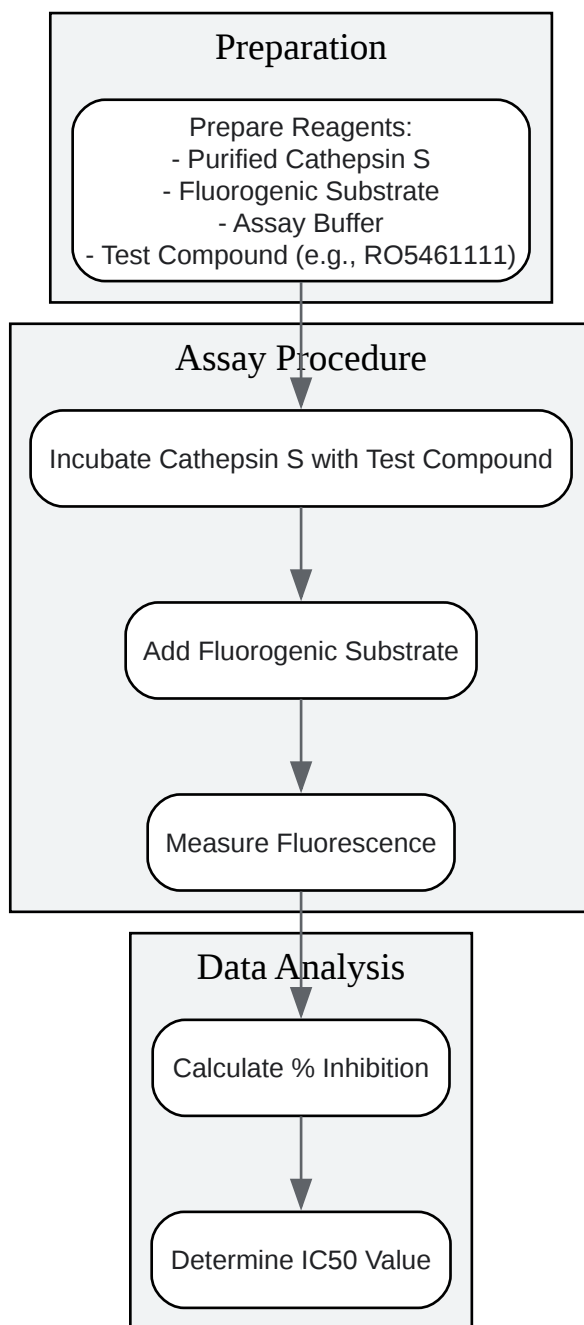 Preparation
Prepare Reagents:
- Purified Cathepsin S
- Fluorogenic Substrate
- Assay Buffer
- Test Compound (e.g., RO5461111)
Assay Procedure
Incubate Cathepsin S with Test Compound
Add Fluorogenic Substrate
Measure Fluorescence
Data Analysis
Calculate % Inhibition
Determine IC50 Value